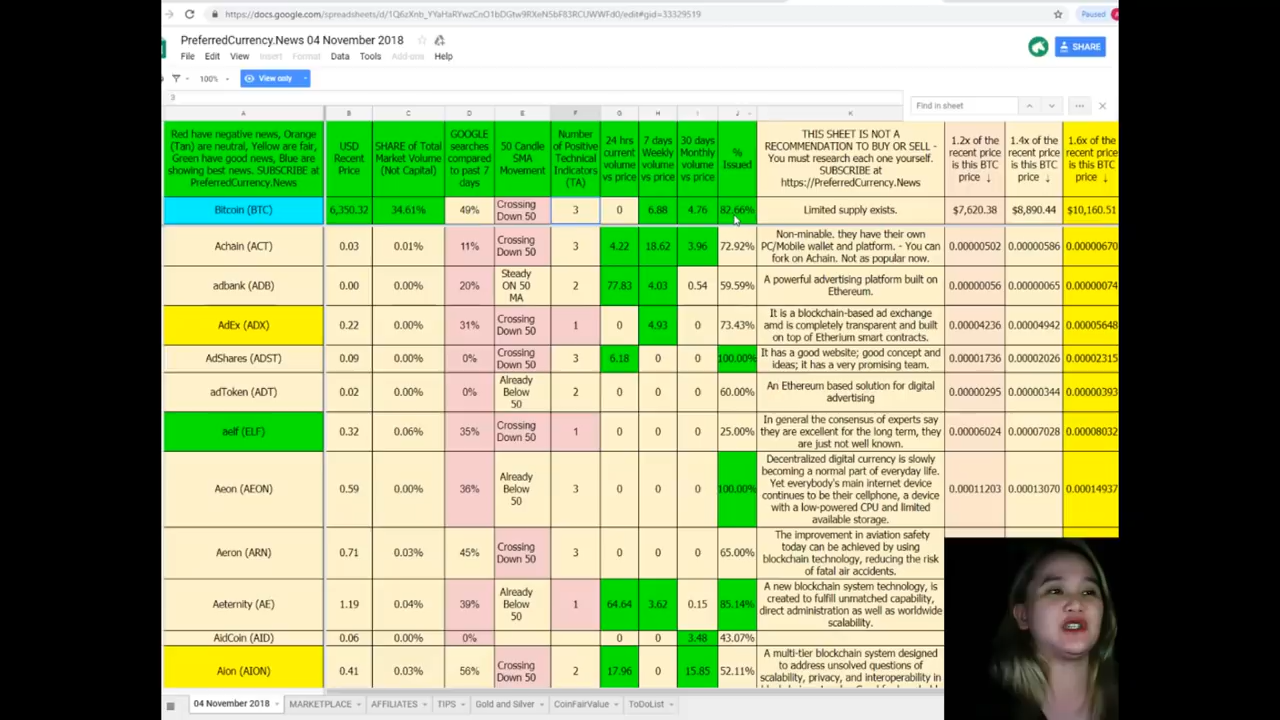 https://docs.google.com/spreadsheets/d/1Q6zXnb_YYaHaRYwzCnO1bDGtw9RXeNSbF83RCUWWFd0/edit#gid=33329519
Paused
PreferredCurrency.News 04 November 2018
File Edit View Insert Format Data Tools Add-ons Help
SHARE
100% View only
3
Find in sheet
A B C D E F G H I J K
Red have negative news, Orange (Tan) are neutral, Yellow are fair, Green have good news, Blue are showing best news. SUBSCRIBE at PreferredCurrency.News
USD Recent Price
SHARE of Total Market Volume (Not Capital)
GOOGLE searches compared to past 7 days
50 Candle SMA Movement
Number of Positive Technical Indicators (TA)
24 hrs current volume vs price
7 days Weekly volume vs price
30 days Monthly volume vs price
% Issued
THIS SHEET IS NOT A RECOMMENDATION TO BUY OR SELL - You must research each one yourself. SUBSCRIBE at https://PreferredCurrency.News
1.2x of the recent price is this BTC price ↓
1.4x of the recent price is this BTC price ↓
1.6x of the recent price is this BTC price ↓
Bitcoin (BTC) 6,350.32 34.61% 49% Crossing Down 50 3 0 6.88 4.76 82.66% Limited supply exists. $7,620.38 $8,890.44 $10,160.51
Achain (ACT) 0.03 0.01% 11% Crossing Down 50 3 4.22 18.62 3.96 72.92% Non-minable, they have their own PC/Mobile wallet and platform. - You can fork on Achain. Not as popular now. 0.00000502 0.00000586 0.00000670
adbank (ADB) 0.00 0.00% 20% Steady ON 50 MA 2 77.83 4.03 0.54 59.59% A powerful advertising platform built on Ethereum. 0.00000056 0.00000065 0.00000074
AdEx (ADX) 0.22 0.00% 31% Crossing Down 50 1 0 4.93 0 73.43% It is a blockchain-based ad exchange amd is completely transparent and built on top of Etherium smart contracts. 0.00004236 0.00004942 0.00005648
AdShares (ADST) 0.09 0.00% 0% Crossing Down 50 3 6.18 0 0 100.00% It has a good website; good concept and ideas; it has a very promising team. 0.00001736 0.00002026 0.00002315
adToken (ADT) 0.02 0.00% 0% Already Below 50 2 0 0 0 60.00% An Ethereum based solution for digital advertising 0.00000295 0.00000344 0.00000393
aelf (ELF) 0.32 0.06% 35% Crossing Down 50 1 0 0 0 25.00% In general the consensus of experts say they are excellent for the long term, they are just not well known. 0.00006024 0.00007028 0.00008032
Aeon (AEON) 0.59 0.00% 36% Already Below 50 3 0 0 0 100.00% Decentralized digital currency is slowly becoming a normal part of everyday life. Yet everybody's main internet device continues to be their cellphone, a device with a low-powered CPU and limited available storage. 0.00011203 0.00013070 0.00014937
Aeron (ARN) 0.71 0.03% 45% Crossing Down 50 3 0 0 0 65.00% The improvement in aviation safety today can be achieved by using blockchain technology, reducing the risk of fatal air accidents.
Aeternity (AE) 1.19 0.04% 39% Already Below 50 1 64.64 3.62 0.15 85.14% A new blockchain system technology, is created to fulfill unmatched capability, direct administration as well as worldwide scalability.
AidCoin (AID) 0.06 0.00% 0% 0 0 3.48 43.07%
Aion (AION) 0.41 0.03% 56% Crossing Down 50 2 17.96 0 15.85 52.11% A multi-tier blockchain system designed to address unsolved questions of scalability, privacy, and interoperability in
04 November 2018 MARKETPLACE AFFILIATES TIPS Gold and Silver CoinFairValue ToDoList